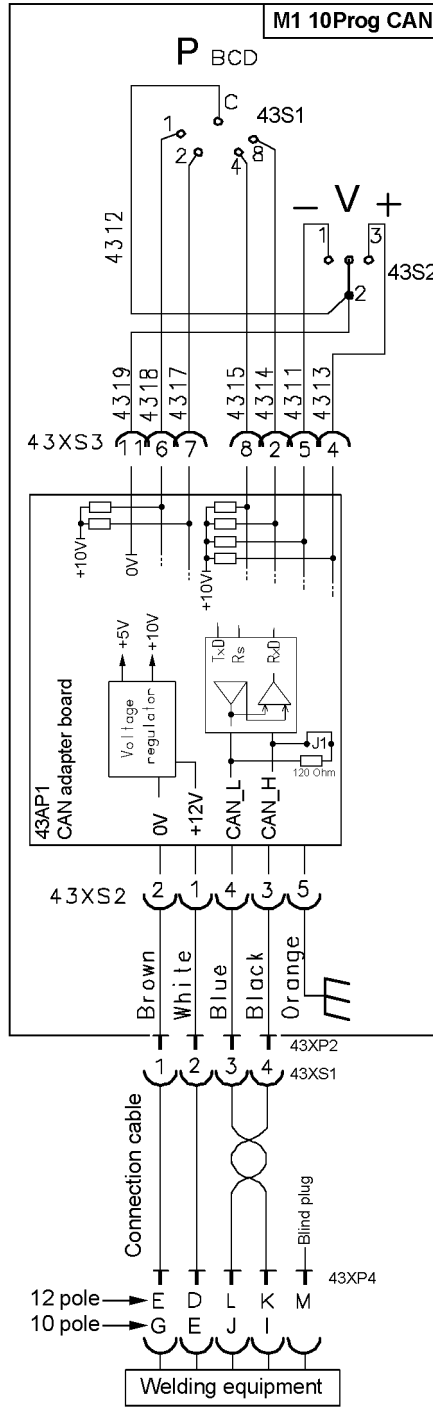 M1 10Prog CAN
P BCD
C
43S1
1
2
4
8
− V +
1
3
43S2
2
4312
4319
4318
4317
4315
4314
4311
4313
43XS3
11
6
7
8
2
5
4
+10V
0V
+10V
+5V
+10V
Voltage
regulator
TxD
Rs
RxD
J1
120 Ohm
43AP1
CAN adapter board
0V
+12V
CAN_L
CAN_H
43XS2
2
1
4
3
5
Brown
White
Blue
Black
Orange
43XP2
1
2
3
4
43XS1
Connection cable
Blind plug
43XP4
12 pole E D L K M
10 pole G E J I
Welding equipment